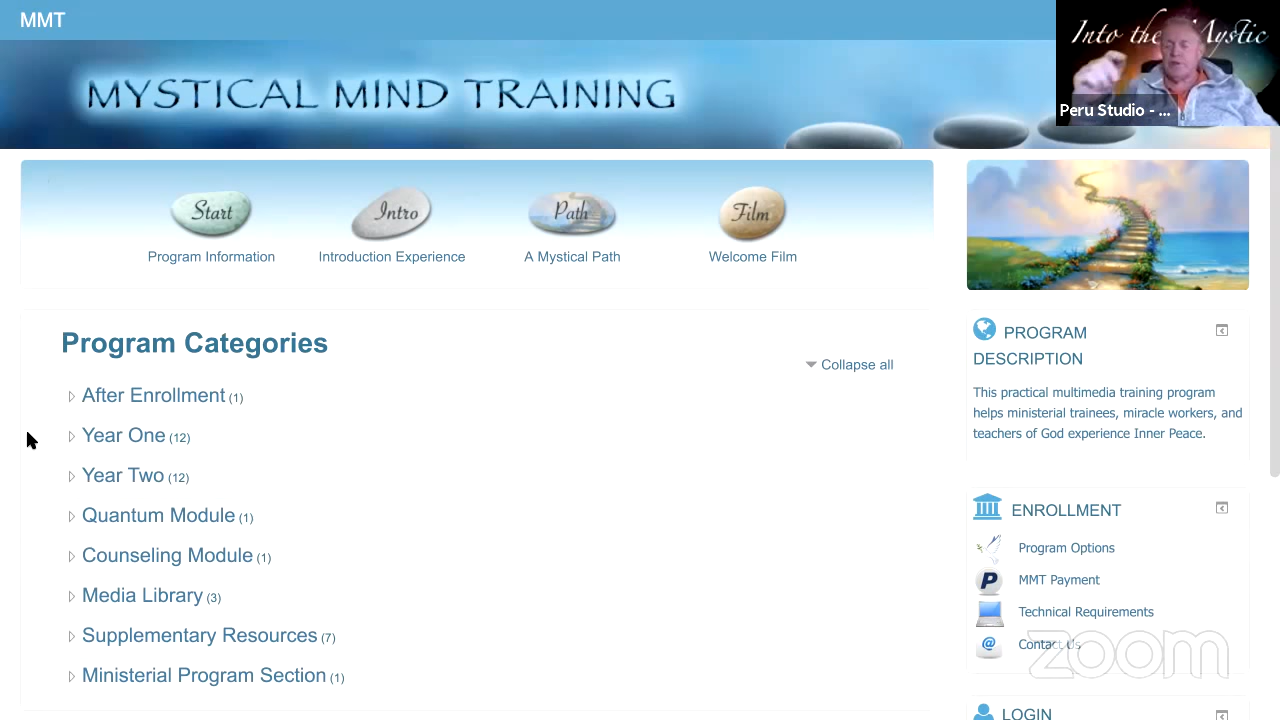 MMT
Into the Mystic
MYSTICAL MIND TRAINING
Peru Studio - ...
Start
Intro
Path
Film
Program Information
Introduction Experience
A Mystical Path
Welcome Film
Program Categories
Collapse all
After Enrollment (1)
Year One (12)
Year Two (12)
Quantum Module (1)
Counseling Module (1)
Media Library (3)
Supplementary Resources (7)
Ministerial Program Section (1)
PROGRAM
DESCRIPTION
This practical multimedia training program
helps ministerial trainees, miracle workers, and
teachers of God experience Inner Peace.
ENROLLMENT
Program Options
MMT Payment
Technical Requirements
Contact Us
zoom
LOGIN